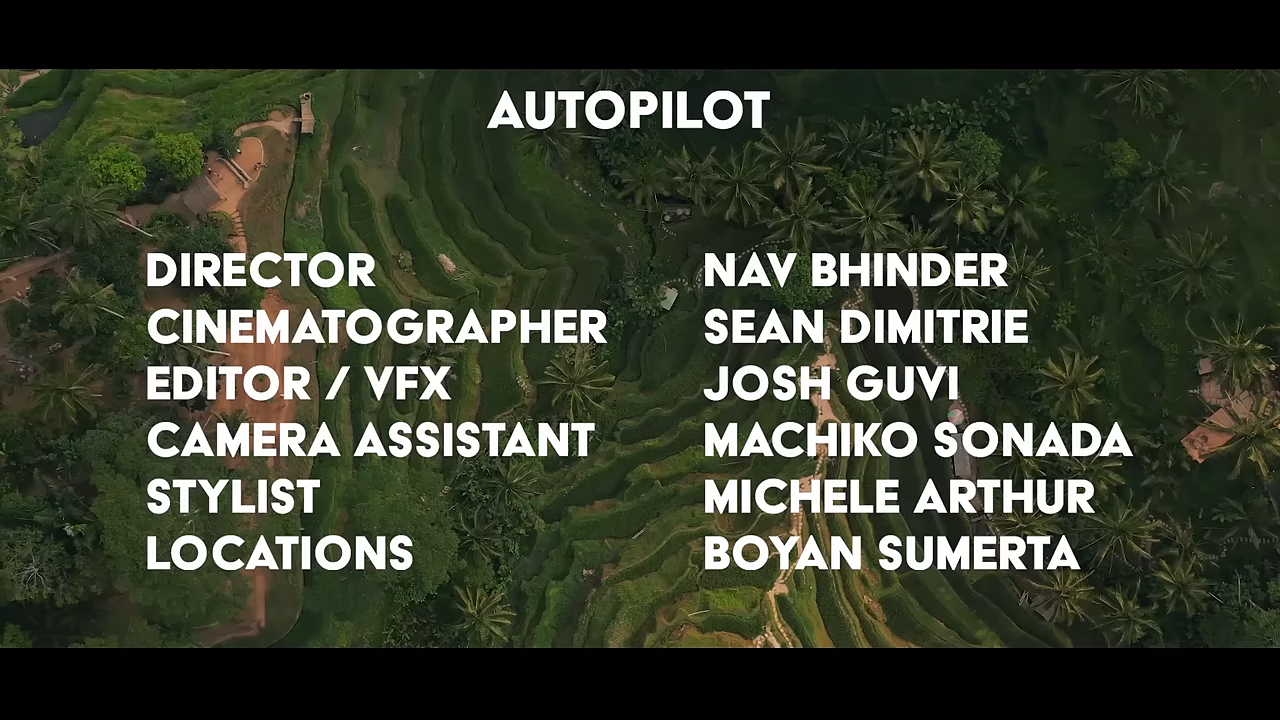 AUTOPILOT
DIRECTOR NAV BHINDER
CINEMATOGRAPHER SEAN DIMITRIE
EDITOR / VFX JOSH GUVI
CAMERA ASSISTANT MACHIKO SONADA
STYLIST MICHELE ARTHUR
LOCATIONS BOYAN SUMERTA